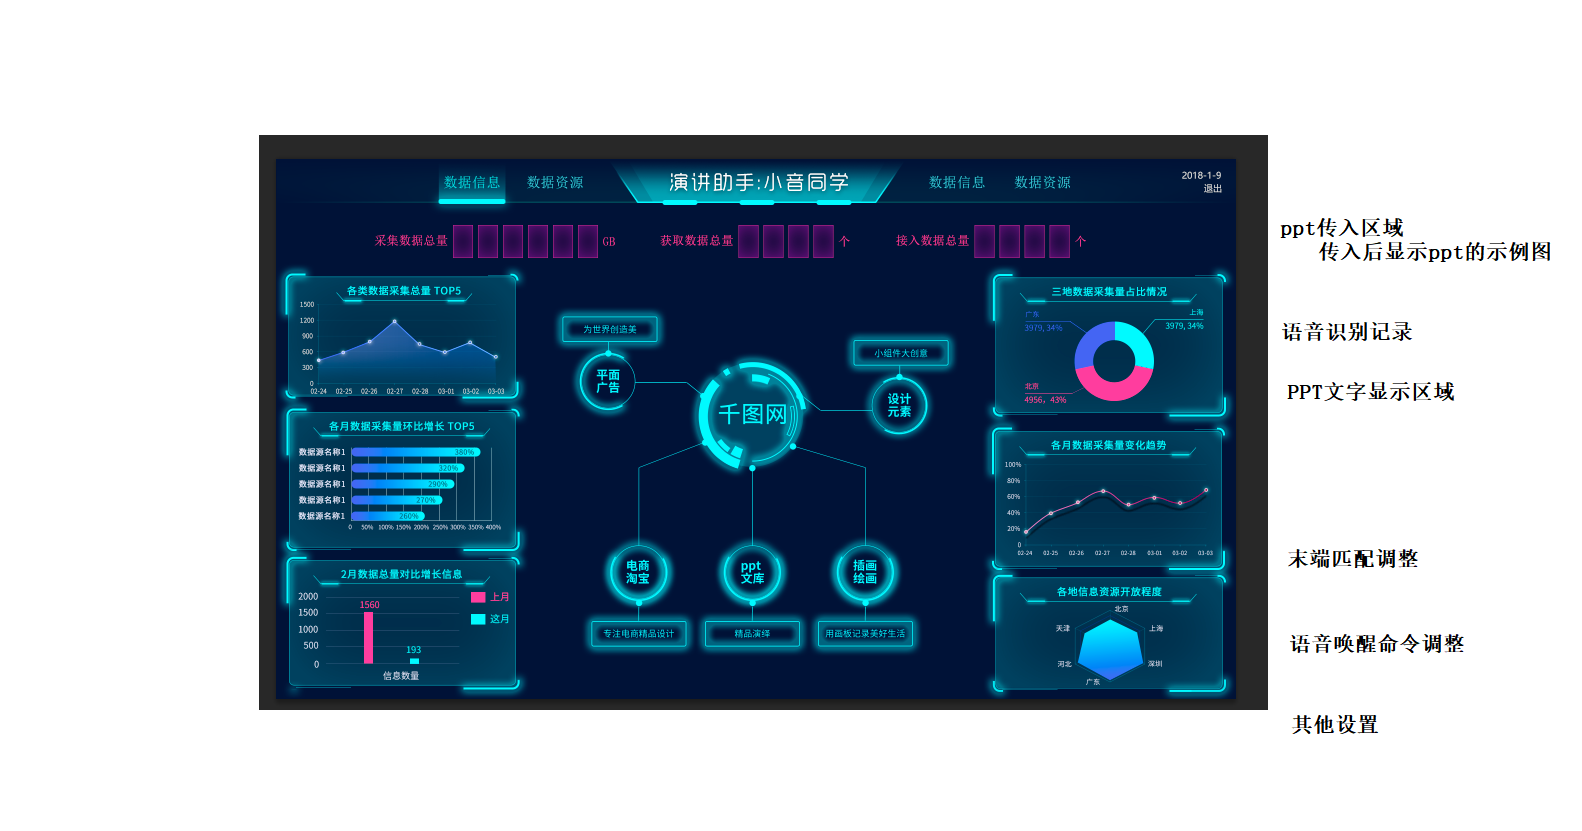 数据信息
数据资源
演讲助手:小音同学
数据信息
数据资源
2018-1-9
退出
采集数据总量
GB
获取数据总量
个
接入数据总量
个
各类数据采集总量 TOP5
1500
1200
900
600
300
0
02-24 02-25 02-26 02-27 02-28 03-01 03-02 03-03
各月数据采集量环比增长 TOP5
数据源名称1 380%
数据源名称1 320%
数据源名称1 290%
数据源名称1 270%
数据源名称1 260%
0 50% 100% 150% 200% 250% 300% 350% 400%
2月数据总量对比增长信息
2000
1500
1000
500
0
1560
193
上月
这月
信息数量
为世界创造美
平面
广告
小组件大创意
设计
元素
千图网
电商
淘宝
ppt
文库
插画
绘画
专注电商精品设计
精品演绎
用画板记录美好生活
三地数据采集量占比情况
广东
3979, 34%
上海
3979, 34%
北京
4956, 43%
各月数据采集量变化趋势
100%
80%
60%
40%
20%
0
02-24 02-25 02-26 02-27 02-28 03-01 03-02 03-03
各地信息资源开放程度
北京
天津
上海
河北
深圳
广东
ppt传入区域
传入后显示ppt的示例图
语音识别记录
PPT文字显示区域
末端匹配调整
语音唤醒命令调整
其他设置